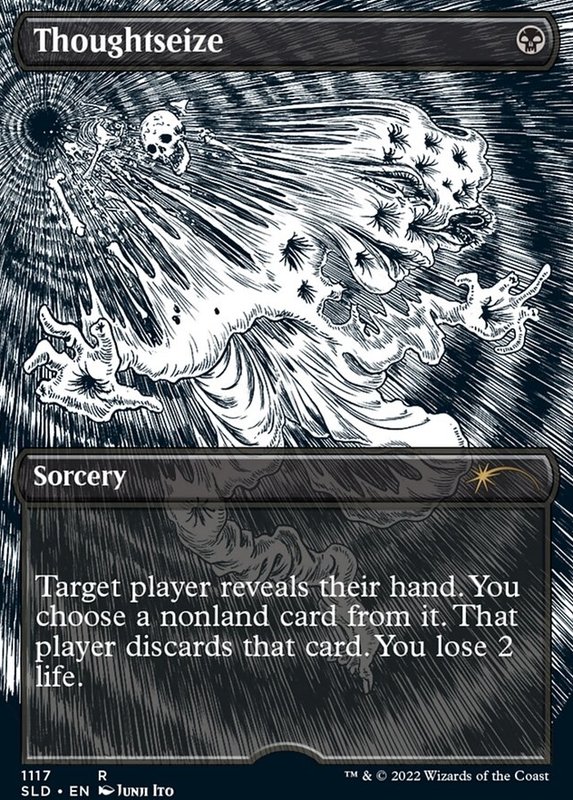 Thoughtseize
Sorcery
Target player reveals their hand. You
choose a nonland card from it. That
player discards that card. You lose 2
life.
1117 R
SLD • EN Junji Ito
™ & © 2022 Wizards of the Coast